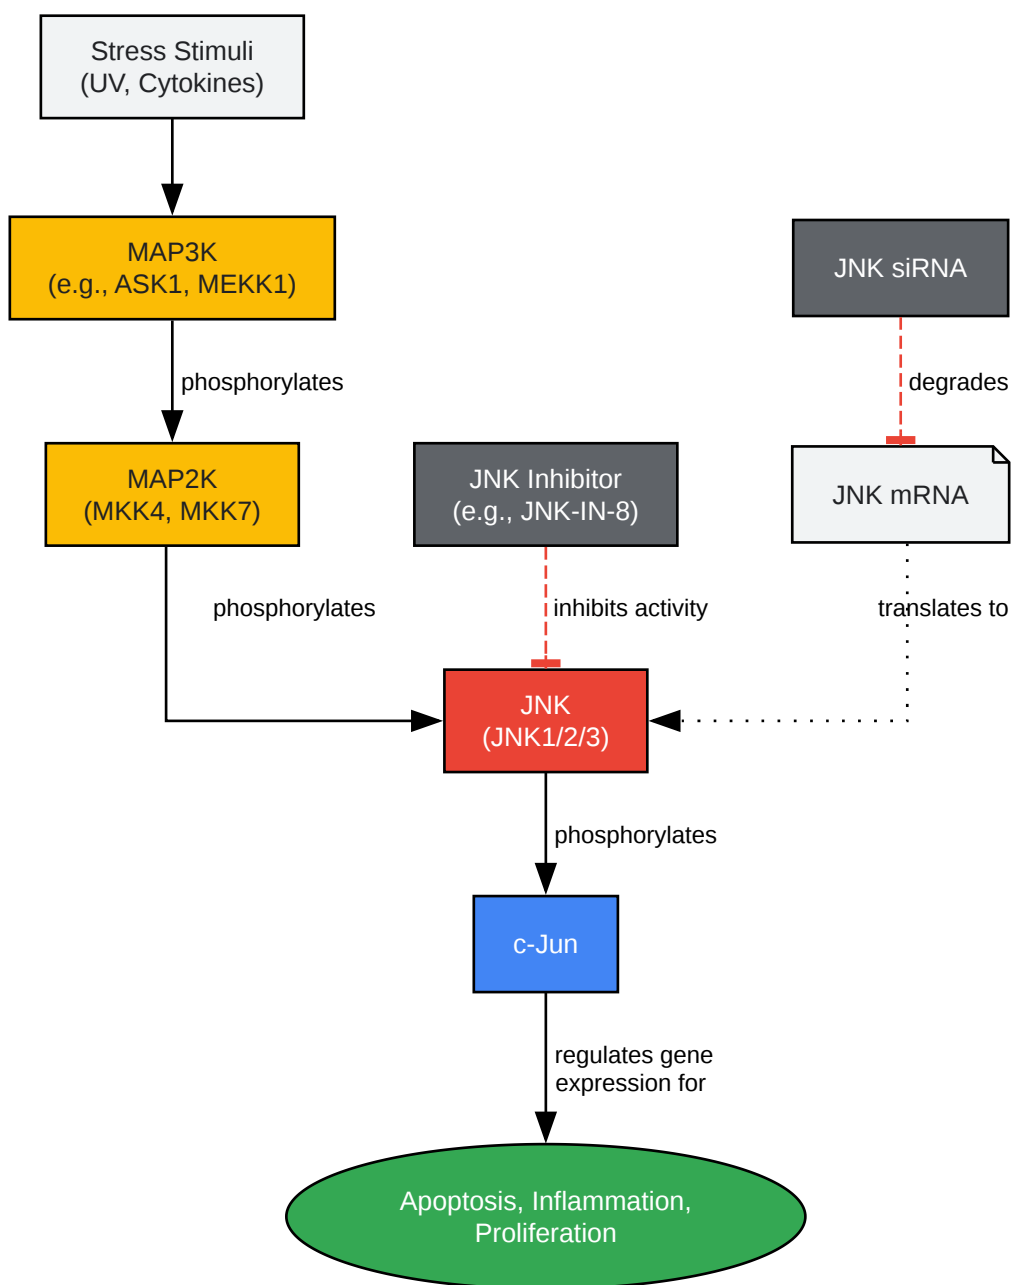 Stress Stimuli
(UV, Cytokines)
MAP3K
(e.g., ASK1, MEKK1)
JNK siRNA
phosphorylates
degrades
MAP2K
(MKK4, MKK7)
JNK Inhibitor
(e.g., JNK-IN-8)
JNK mRNA
phosphorylates
inhibits activity
translates to
JNK
(JNK1/2/3)
phosphorylates
c-Jun
regulates gene
expression for
Apoptosis, Inflammation,
Proliferation